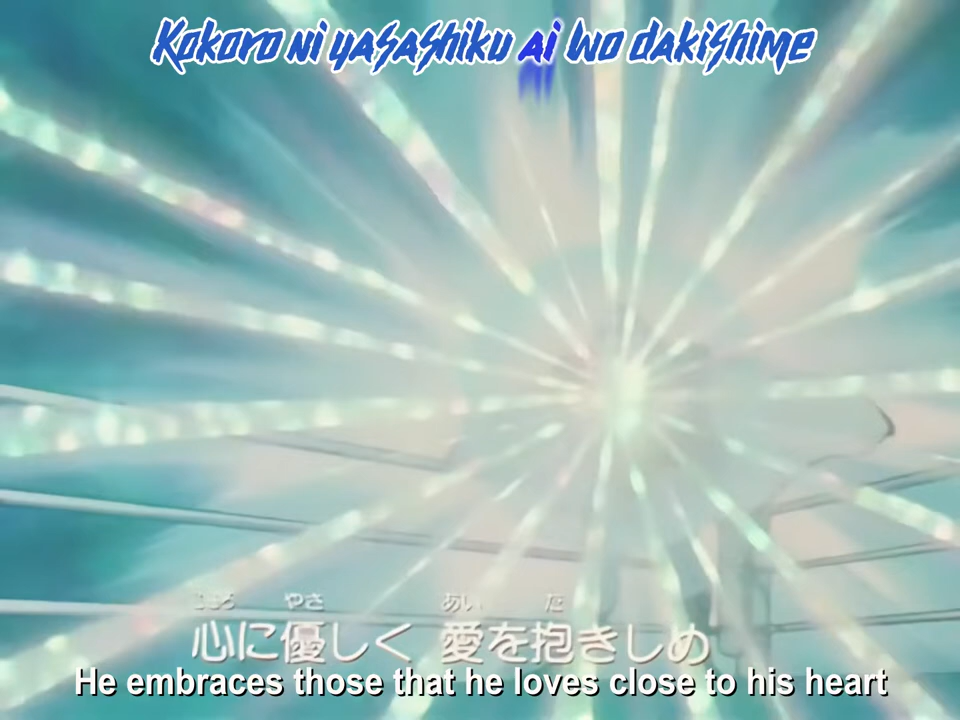 Kokoro ni yasashiku ai wo dakishime
こころ やさ あい だ
心に優しく 愛を抱きしめ
He embraces those that he loves close to his heart